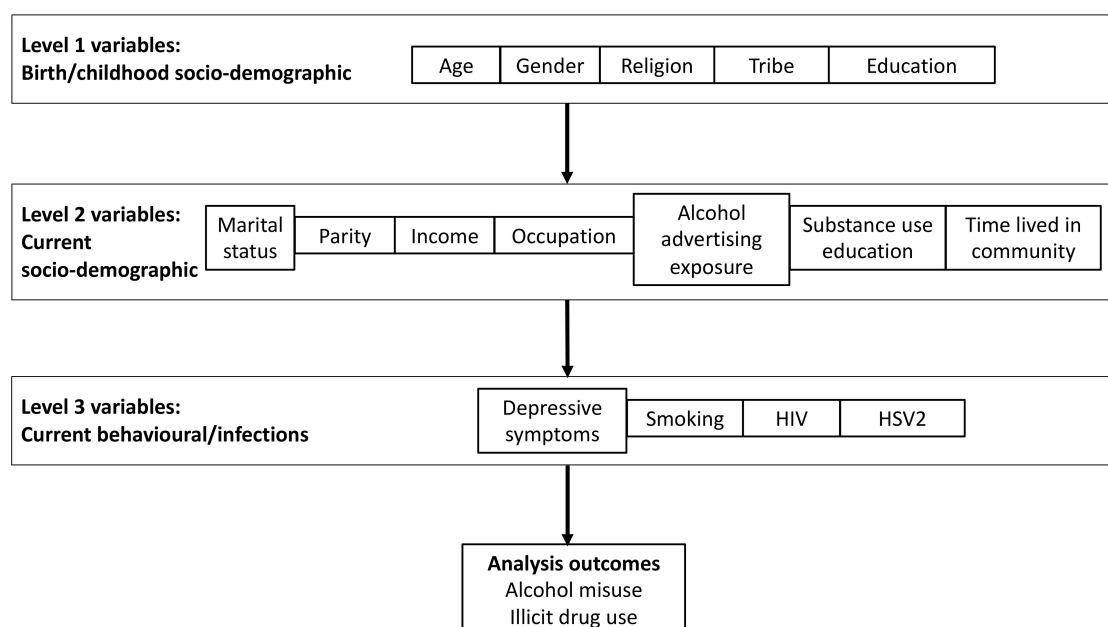 Level 1 variables:
Birth/childhood socio-demographic
Age Gender Religion Tribe Education
Level 2 variables:
Current
socio-demographic
Marital
status
Parity
Income
Occupation
Alcohol
advertising
exposure
Substance use
education
Time lived in
community
Level 3 variables:
Current behavioural/infections
Depressive
symptoms
Smoking
HIV
HSV2
Analysis outcomes
Alcohol misuse
Illicit drug use